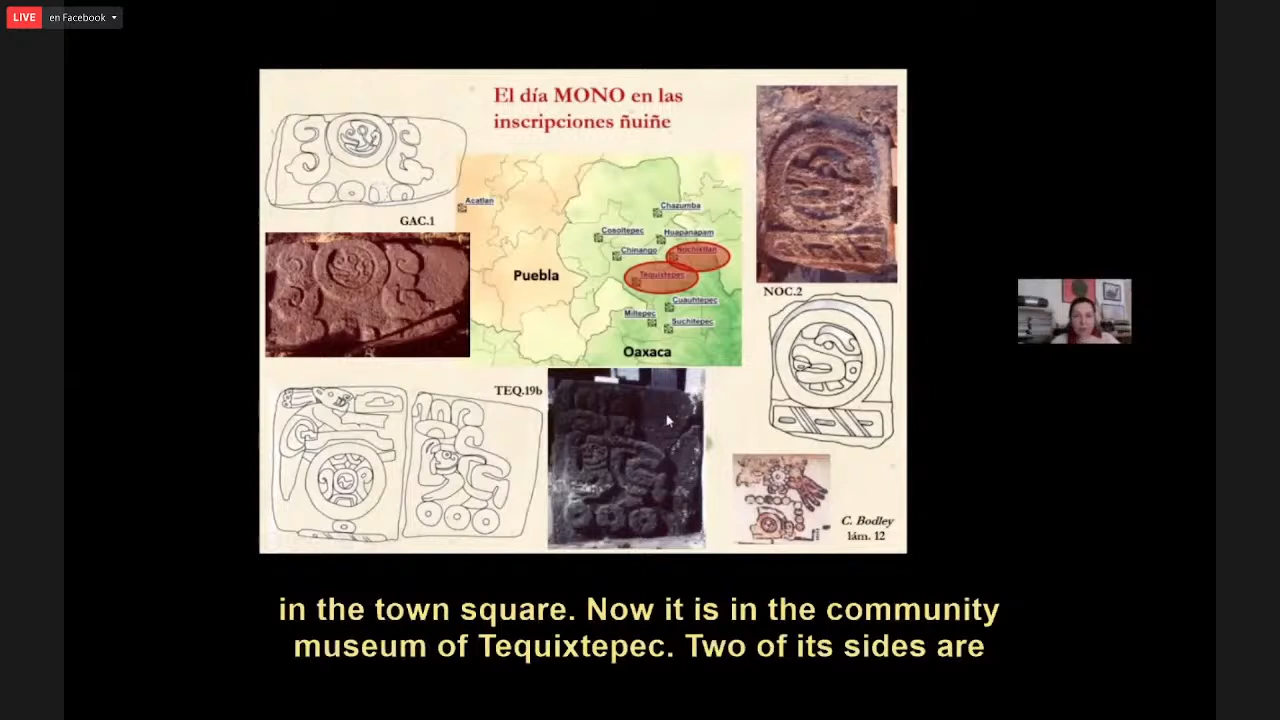 LIVE en Facebook
El día MONO en las
inscripciones ñuiñe
GAC.1
Acatlan
Chazumba
Cosoltepec
Huapanapam
Chinango
Nochixtlan
Tequixtepec
Puebla
Cuauhtepec
Miltepec
Suchitepec
Oaxaca
NOC.2
TEQ.19b
C. Bodley
lám. 12
in the town square. Now it is in the community
museum of Tequixtepec. Two of its sides are